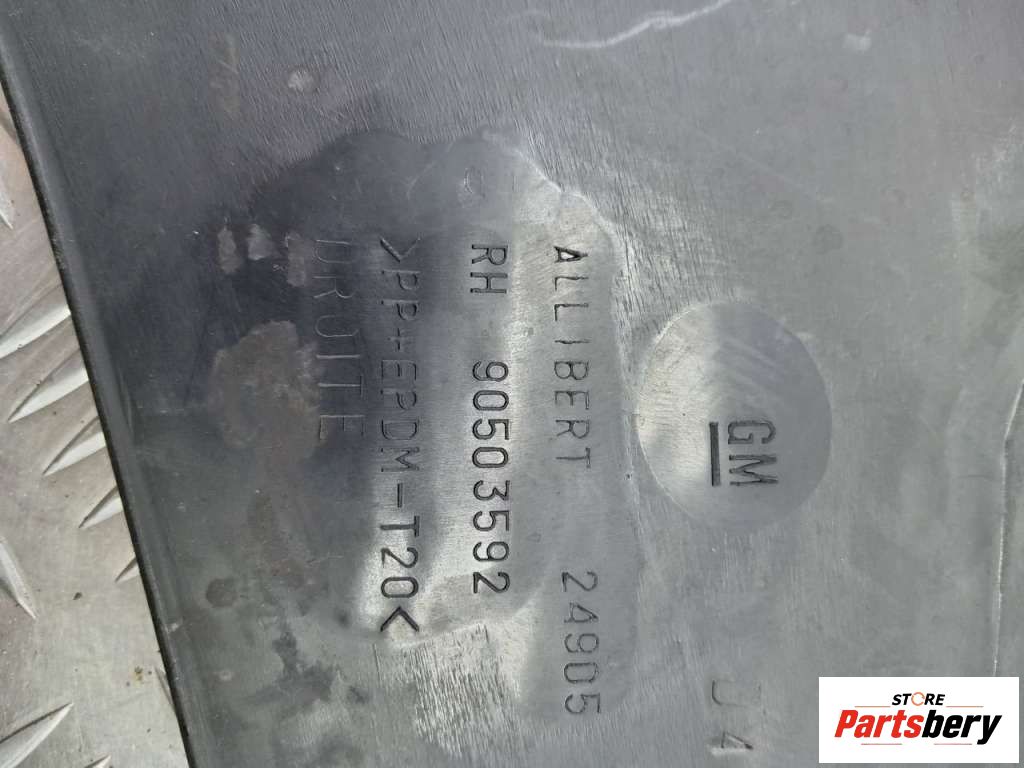 GM
ALLIBERT 24905
RH 90503592
>PP+EPDM-T20<
DROITE
STORE
Partsbery